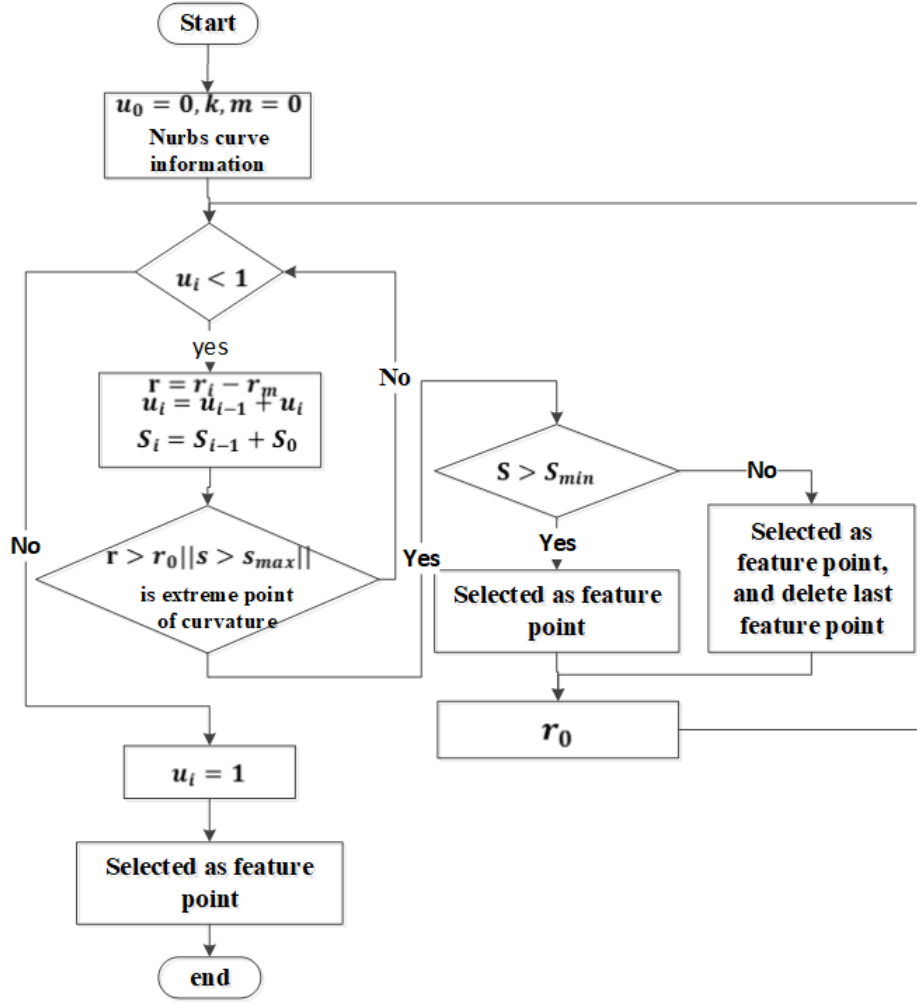 Start
u₀ = 0, k, m = 0
Nurbs curve
information
uᵢ < 1
yes
r = rᵢ − rₘ
uᵢ = uᵢ₋₁ + uᵢ
Sᵢ = Sᵢ₋₁ + S₀
No
r > r₀||s > sₘₐₓ||
is extreme point
of curvature
No
Yes
S > Sₘᵢₙ
No
Yes
Selected as feature
point
Selected as
feature point,
and delete last
feature point
r₀
uᵢ = 1
Selected as feature
point
end